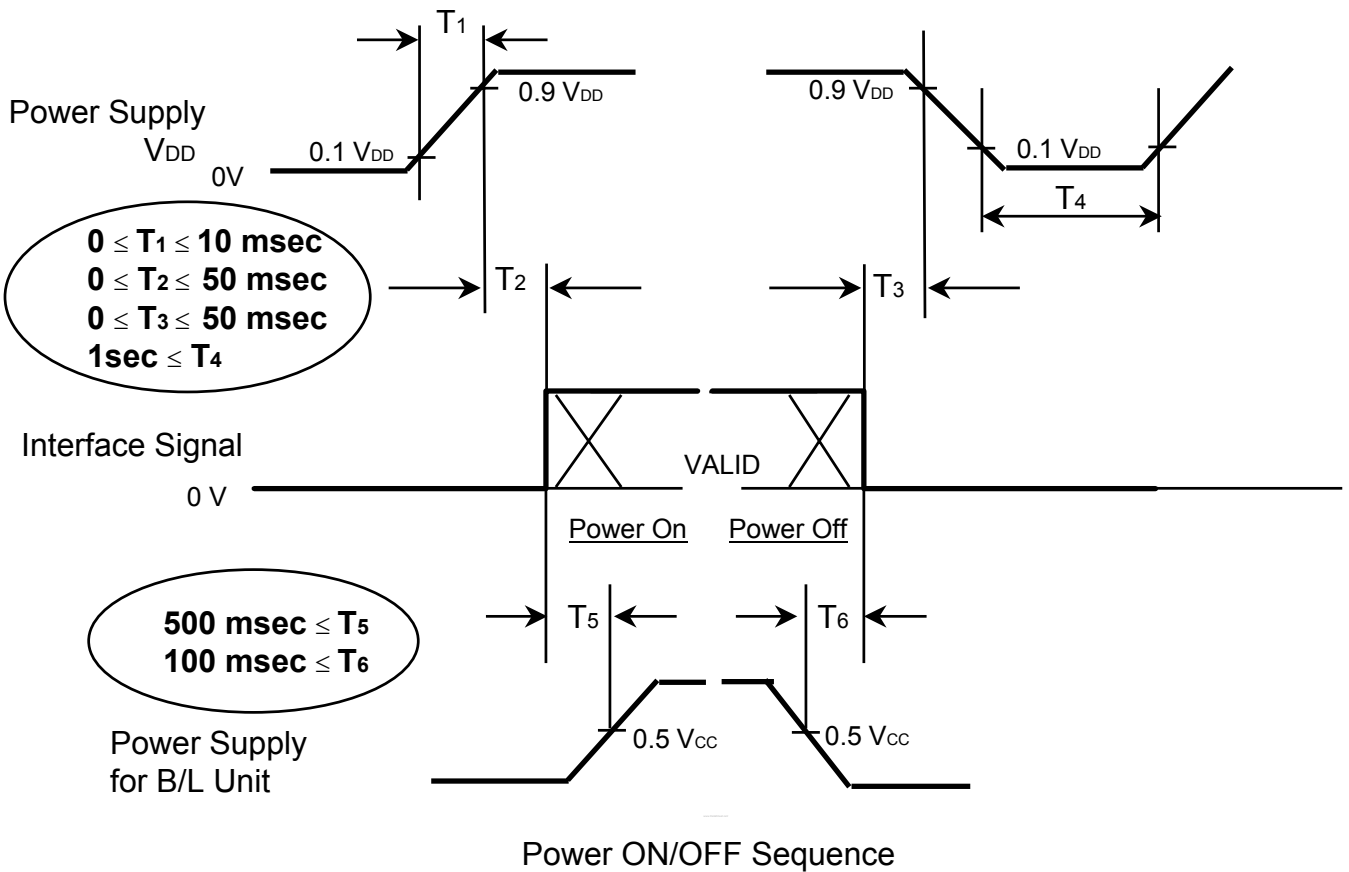 T1
0.9 VDD
0.9 VDD
Power Supply
VDD
0.1 VDD
0.1 VDD
0V
T4
0 ≤ T1 ≤ 10 msec
0 ≤ T2 ≤ 50 msec
0 ≤ T3 ≤ 50 msec
1sec ≤ T4
T2
T3
Interface Signal
VALID
0 V
Power On
Power Off
500 msec ≤ T5
100 msec ≤ T6
T5
T6
0.5 VCC
0.5 VCC
Power Supply
for B/L Unit
Power ON/OFF Sequence